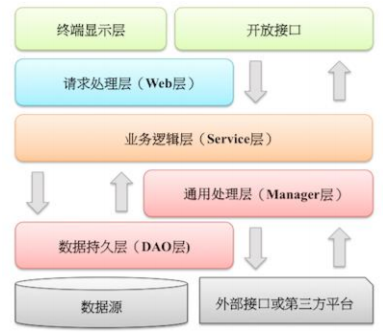 终端显示层
开放接口
请求处理层（Web层）
业务逻辑层（Service层）
通用处理层（Manager层）
数据持久层（DAO层)
数据源
外部接口或第三方平台